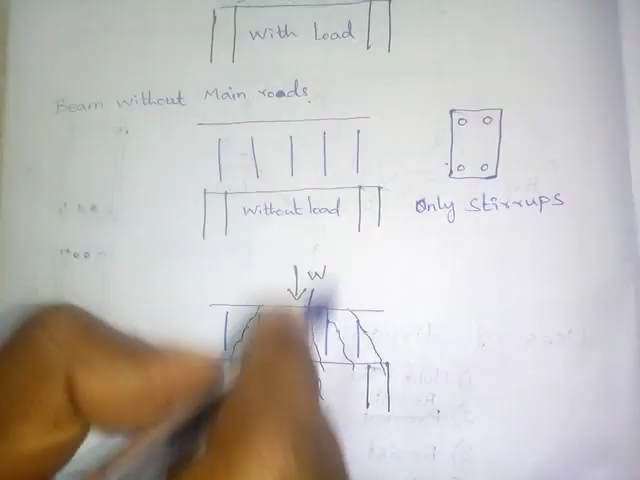 With Load
Beam without Main roads.
Without load
Only Stirrups
W